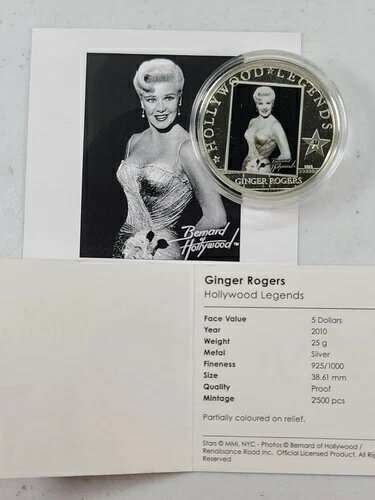 HOLLYWOOD ★ LEGENDS
GINGER ROGERS
Bernard
of
Hollywood™
Ginger Rogers
Hollywood Legends
Face Value 5 Dollars
Year 2010
Weight 25 g
Metal Silver
Fineness 925/1000
Size 38.61 mm
Quality Proof
Mintage 2'500 pcs
Partially coloured on relief.
Stars © MMI, NYC - Photos © Bernard of Hollywood /
Renaissance Road Inc. Official Licensed Product, All Rights
Reserved